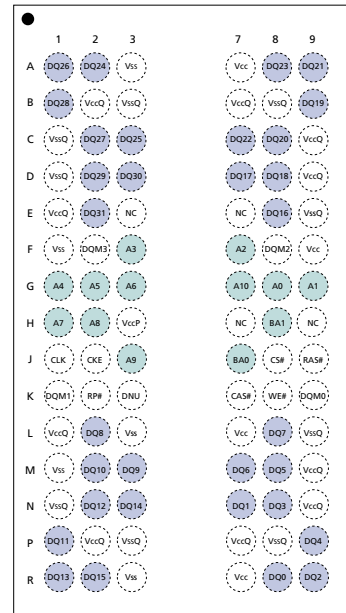 1 2 3 7 8 9
A DQ26 DQ24 Vss Vcc DQ23 DQ21
B DQ28 VccQ VssQ VccQ VssQ DQ19
C VssQ DQ27 DQ25 DQ22 DQ20 VccQ
D VssQ DQ29 DQ30 DQ17 DQ18 VccQ
E VccQ DQ31 NC NC DQ16 VssQ
F Vss DQM3 A3 A2 DQM2 Vcc
G A4 A5 A6 A10 A0 A1
H A7 A8 VccP NC BA1 NC
J CLK CKE A9 BA0 CS# RAS#
K DQM1 RP# DNU CAS# WE# DQM0
L VccQ DQ8 Vss Vcc DQ7 VssQ
M Vss DQ10 DQ9 DQ6 DQ5 VccQ
N VssQ DQ12 DQ14 DQ1 DQ3 VccQ
P DQ11 VccQ VssQ VccQ VssQ DQ4
R DQ13 DQ15 Vss Vcc DQ0 DQ2